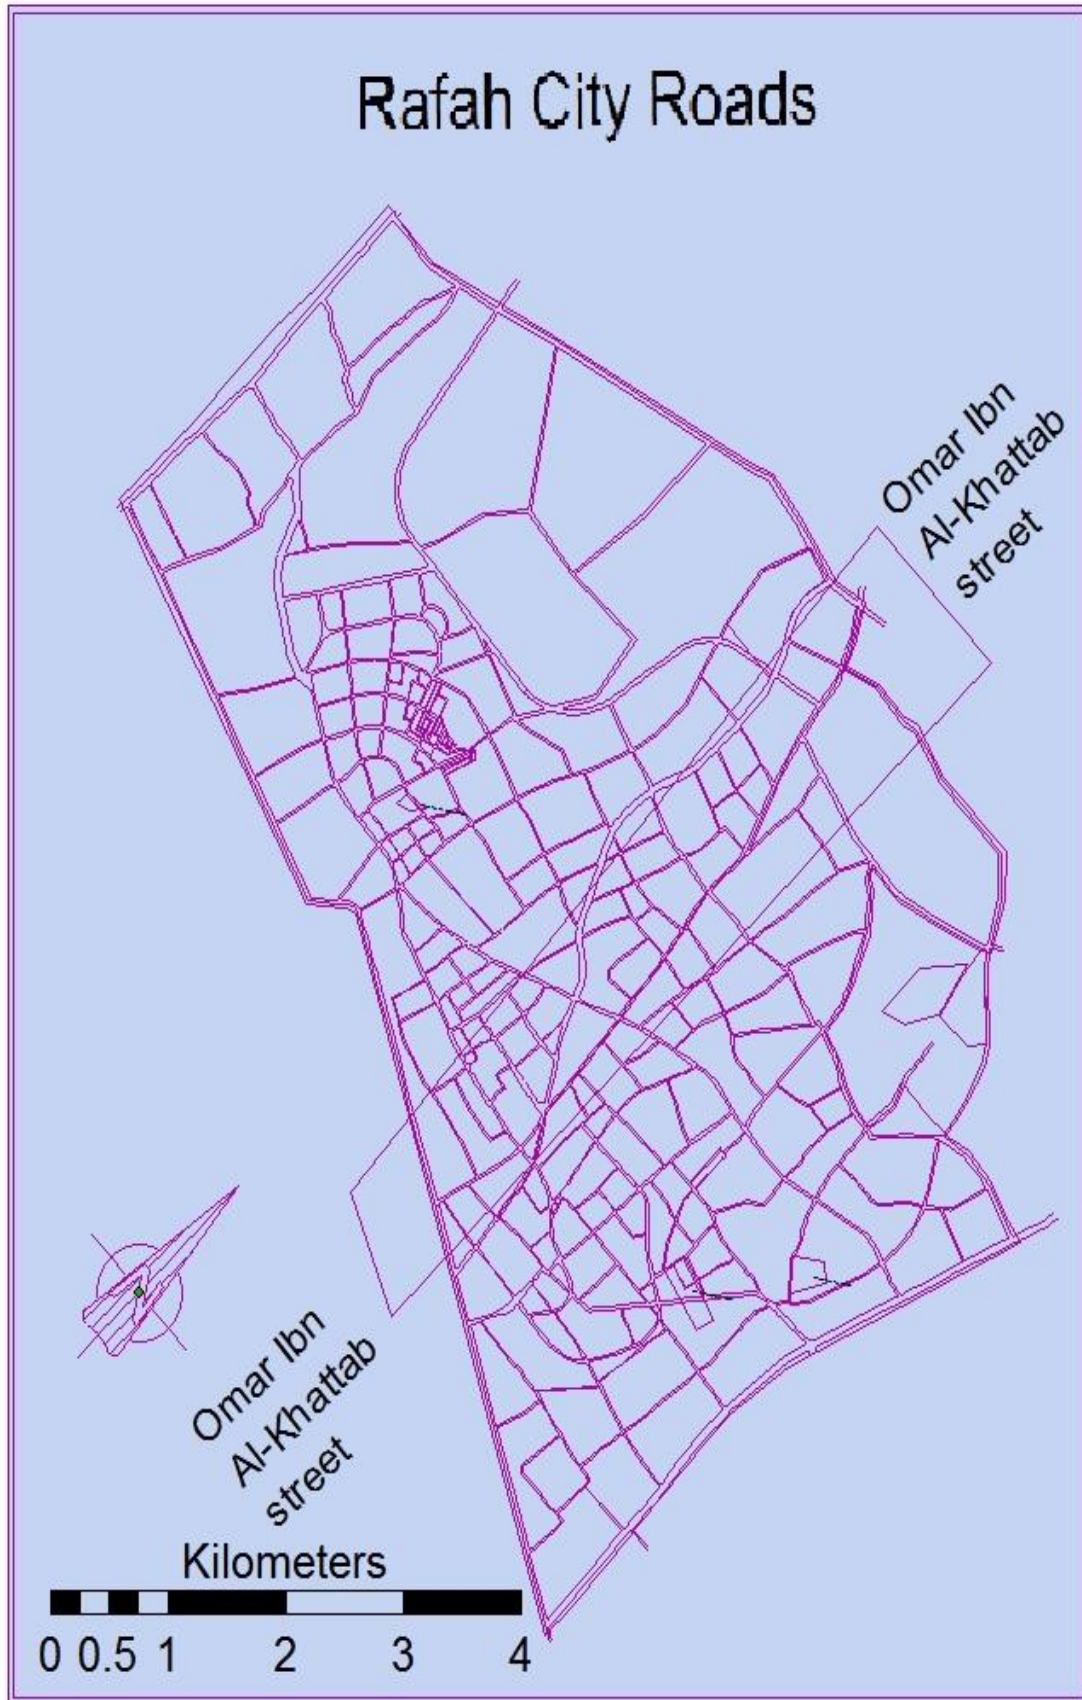 Rafah City Roads
Omar Ibn
Al-Khattab
street
Omar Ibn
Al-Khattab
street
Kilometers
0 0.5 1 2 3 4